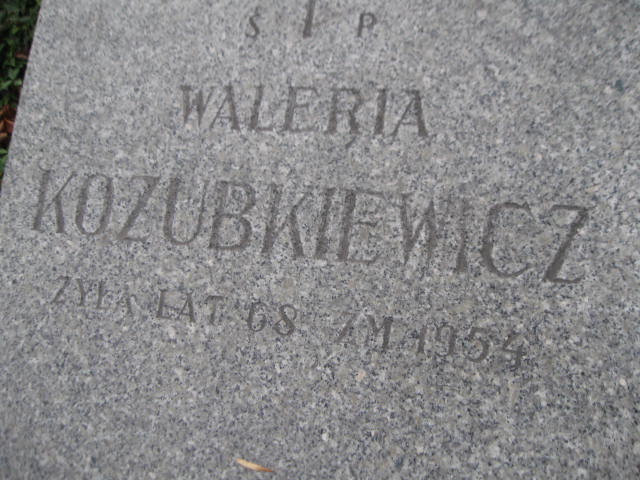 Ś P
WALERIA
KOZUBKIEWICZ
ŻYŁA LAT 68 ZM 1954